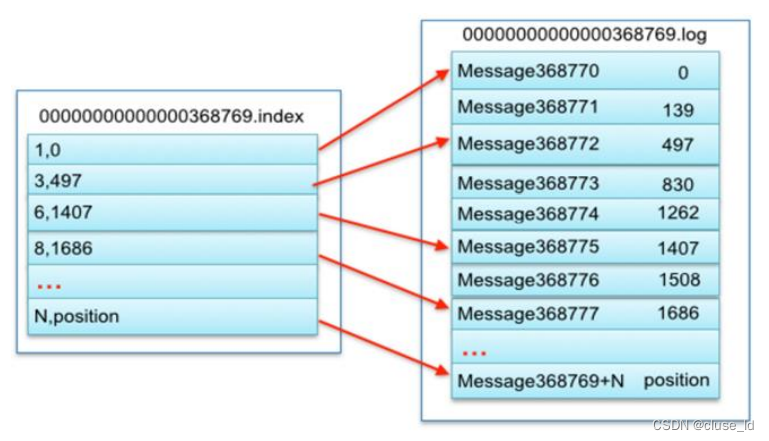 00000000000000368769.index
1,0
3,497
6,1407
8,1686
...
N,position
00000000000000368769.log
Message368770 0
Message368771 139
Message368772 497
Message368773 830
Message368774 1262
Message368775 1407
Message368776 1508
Message368777 1686
...
Message368769+N position
CSDN @cluse_ld